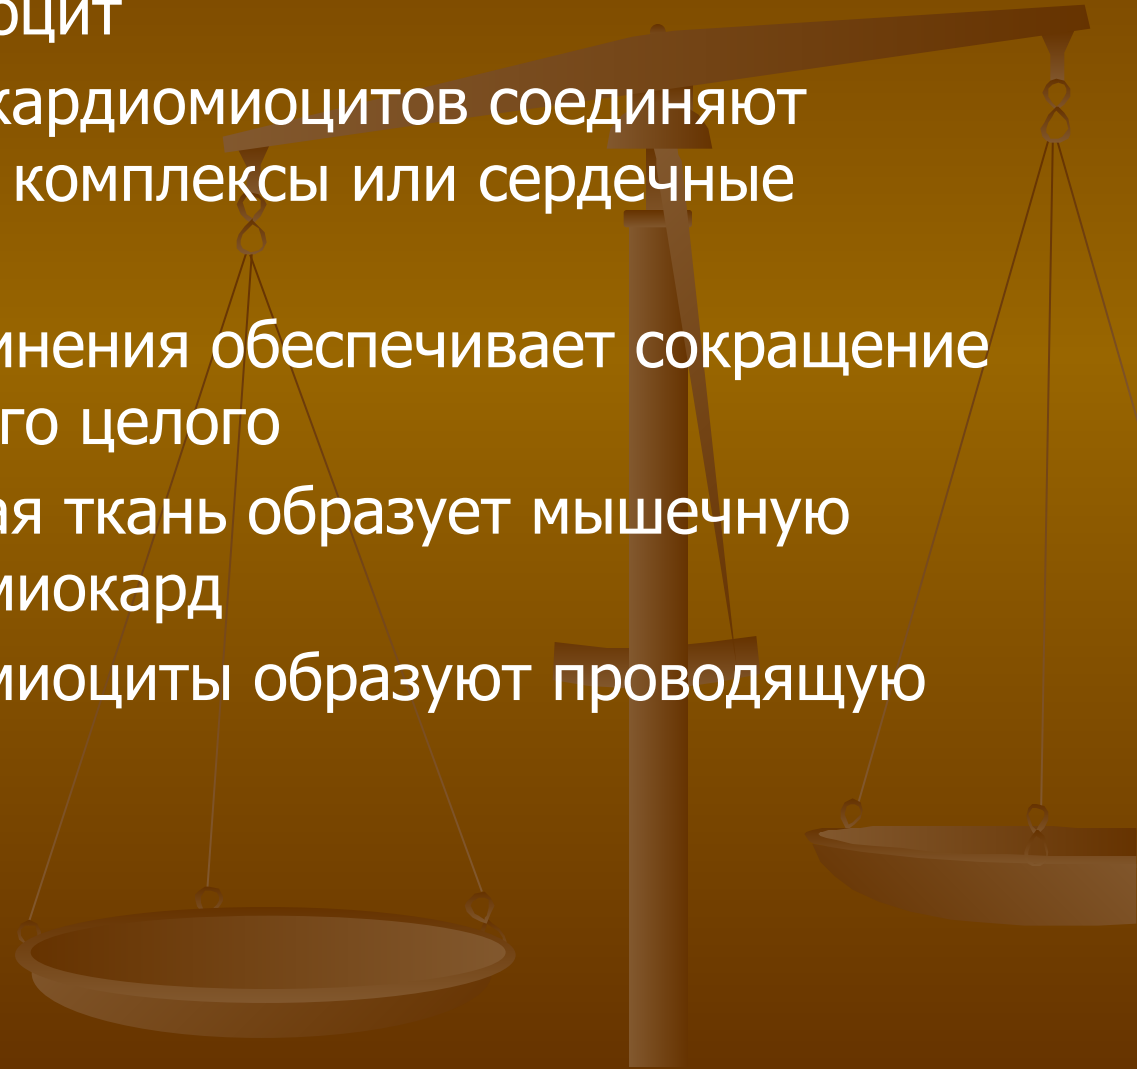 оцит
кардиомиоцитов соединяют
комплексы или сердечные
инения обеспечивает сокращение
го целого
ая ткань образует мышечную
миокард
миоциты образуют проводящую